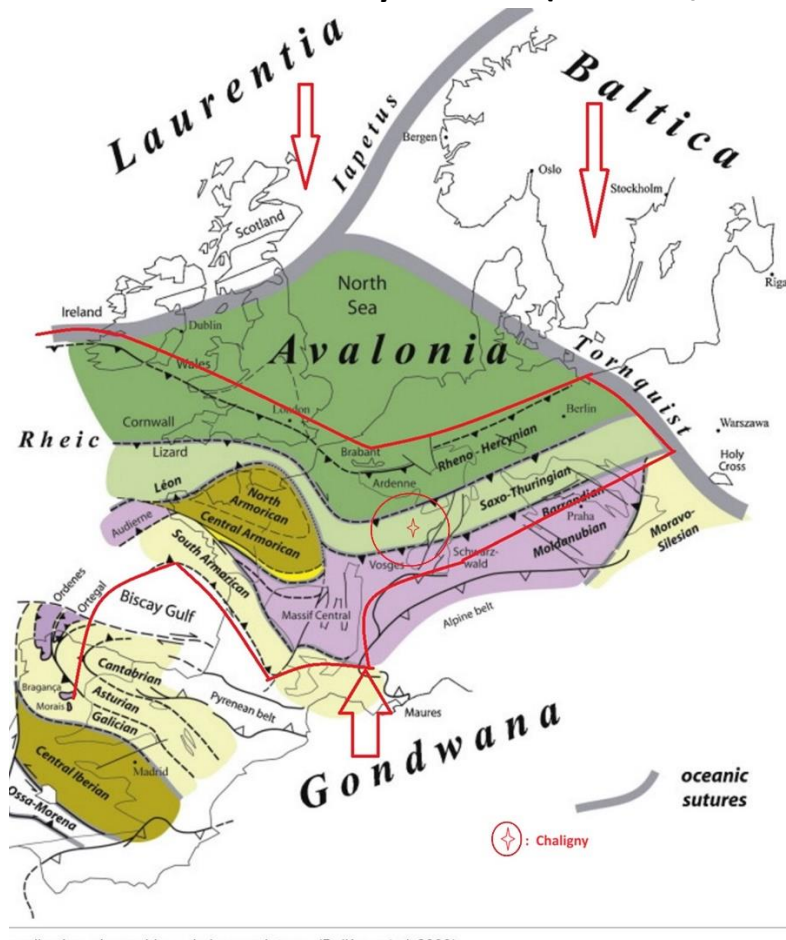 Laurentia
Iapetus
Baltica
Bergen
Oslo
Stockholm
Scotland
Riga
North
Sea
Ireland
Dublin
Avalonia
Tornquist
Wales
London
Berlin
Cornwall
Warszawa
Rheic
Lizard
Brabant
Rheno - Hercynian
Holy
Cross
Ardenne
Léon
North
Armorican
Saxo-Thuringian
Barrandian
Audierne
Central Armorican
Praha
Moldanubian
Moravo-
Silesian
Vosges
Schwarz-
wald
South Armorican
Ordenes
Ortegal
Biscay Gulf
Massif Central
Alpine belt
Cantabrian
Bragança
Morais
Asturian
Pyrenean belt
Maures
Galician
Gondwana
Central Iberian
Madrid
oceanic
sutures
Ossa-Morena
: Chaligny